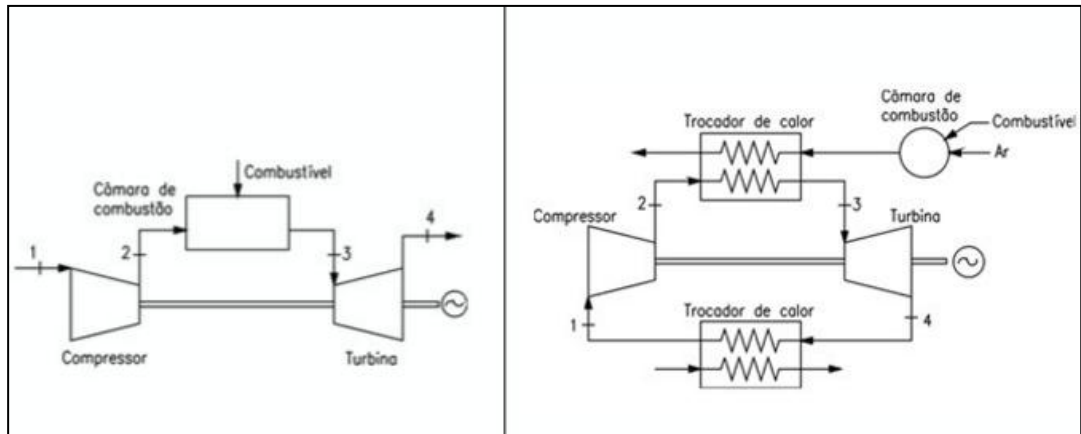 Combustível
Câmara de
combustão
1
2
3
4
Compressor
Turbina
Câmara de
combustão
Combustível
Ar
Trocador de calor
2
3
Compressor
Turbina
1
4
Trocador de calor